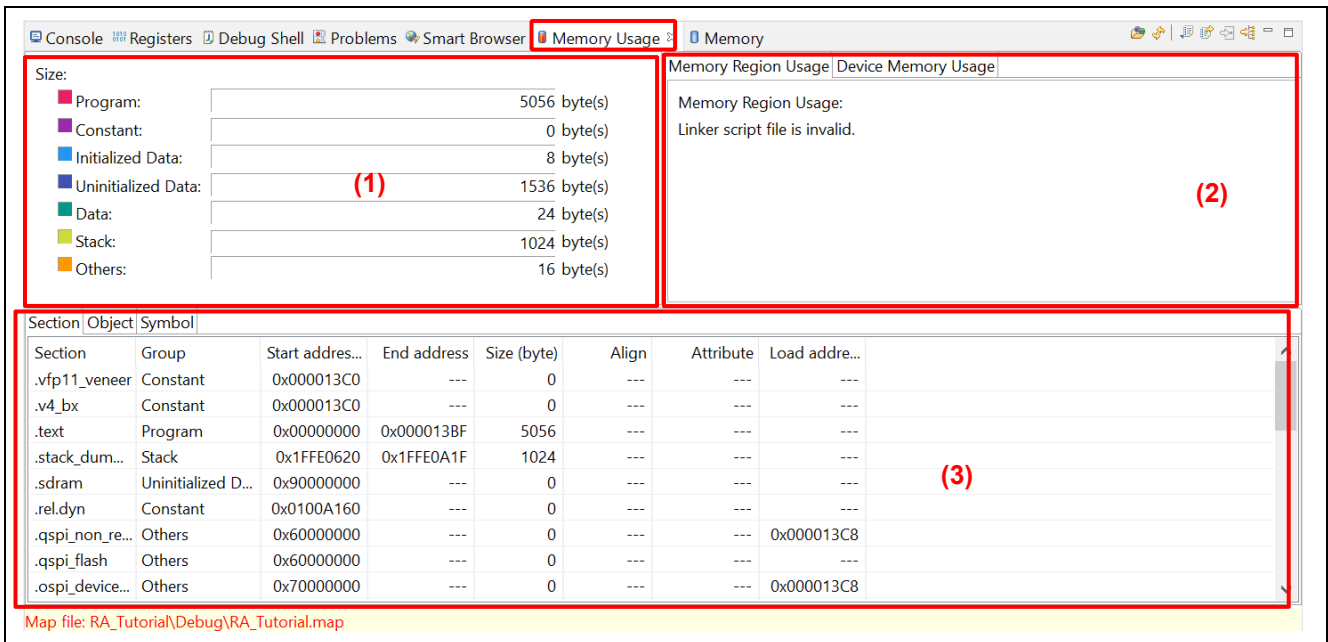 Console Registers Debug Shell Problems Smart Browser Memory Usage Memory
Size:
Program: 5056 byte(s)
Constant: 0 byte(s)
Initialized Data: 8 byte(s)
Uninitialized Data: 1536 byte(s)
Data: 24 byte(s)
Stack: 1024 byte(s)
Others: 16 byte(s)
(1)
Memory Region Usage Device Memory Usage
Memory Region Usage:
Linker script file is invalid.
(2)
Section Object Symbol
Section Group Start addres... End address Size (byte) Align Attribute Load addre...
.vfp11_veneer Constant 0x000013C0 --- 0 --- --- ---
.v4_bx Constant 0x000013C0 --- 0 --- --- ---
.text Program 0x00000000 0x000013BF 5056 --- --- ---
.stack_dum... Stack 0x1FFE0620 0x1FFE0A1F 1024 --- --- ---
.sdram Uninitialized D... 0x90000000 --- 0 --- --- ---
.rel.dyn Constant 0x0100A160 --- 0 --- --- ---
.qspi_non_re... Others 0x60000000 --- 0 --- --- 0x000013C8
.qspi_flash Others 0x60000000 --- 0 --- --- ---
.ospi_device... Others 0x70000000 --- 0 --- --- 0x000013C8
(3)
Map file: RA_Tutorial\Debug\RA_Tutorial.map